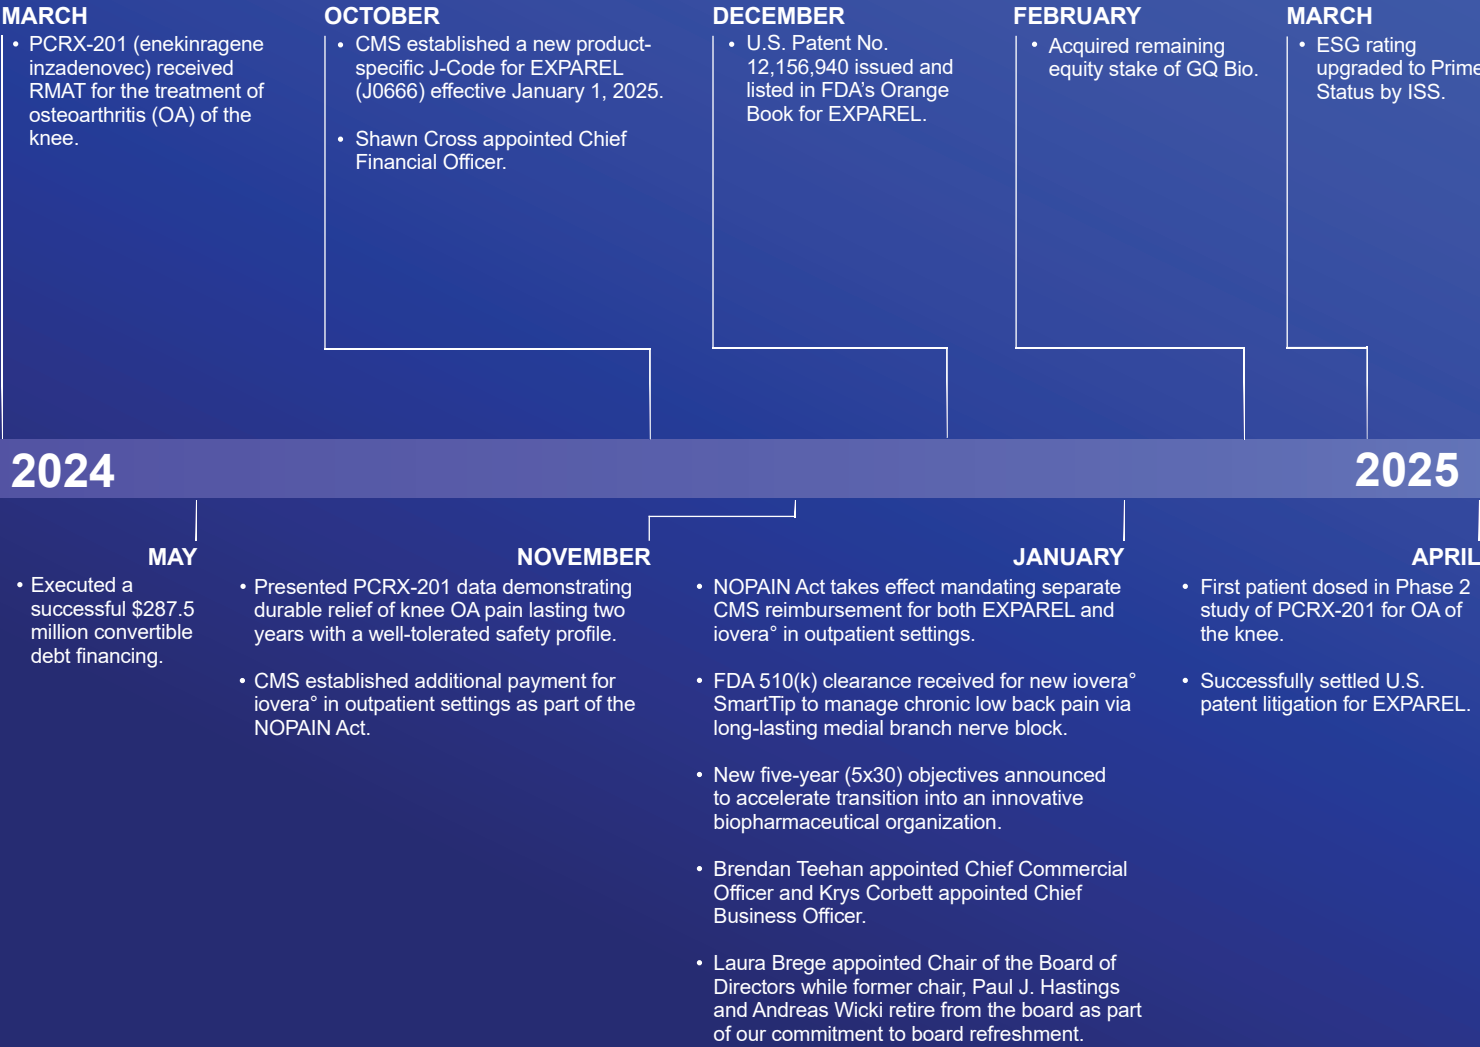 MARCH
• PCRX-201 (enekinragene
inzadenovec) received
RMAT for the treatment of
osteoarthritis (OA) of the
knee.
OCTOBER
• CMS established a new product-
specific J-Code for EXPAREL
(J0666) effective January 1, 2025.
• Shawn Cross appointed Chief
Financial Officer.
DECEMBER
• U.S. Patent No.
12,156,940 issued and
listed in FDA's Orange
Book for EXPAREL.
FEBRUARY
• Acquired remaining
equity stake of GQ Bio.
MARCH
• ESG rating
upgraded to Prime
Status by ISS.
2024
2025
MAY
• Executed a
successful $287.5
million convertible
debt financing.
NOVEMBER
• Presented PCRX-201 data demonstrating
durable relief of knee OA pain lasting two
years with a well-tolerated safety profile.
• CMS established additional payment for
iovera° in outpatient settings as part of the
NOPAIN Act.
JANUARY
• NOPAIN Act takes effect mandating separate
CMS reimbursement for both EXPAREL and
iovera° in outpatient settings.
• FDA 510(k) clearance received for new iovera°
SmartTip to manage chronic low back pain via
long-lasting medial branch nerve block.
• New five-year (5x30) objectives announced
to accelerate transition into an innovative
biopharmaceutical organization.
• Brendan Teehan appointed Chief Commercial
Officer and Krys Corbett appointed Chief
Business Officer.
• Laura Brege appointed Chair of the Board of
Directors while former chair, Paul J. Hastings
and Andreas Wicki retire from the board as part
of our commitment to board refreshment.
APRIL
• First patient dosed in Phase 2
study of PCRX-201 for OA of
the knee.
• Successfully settled U.S.
patent litigation for EXPAREL.